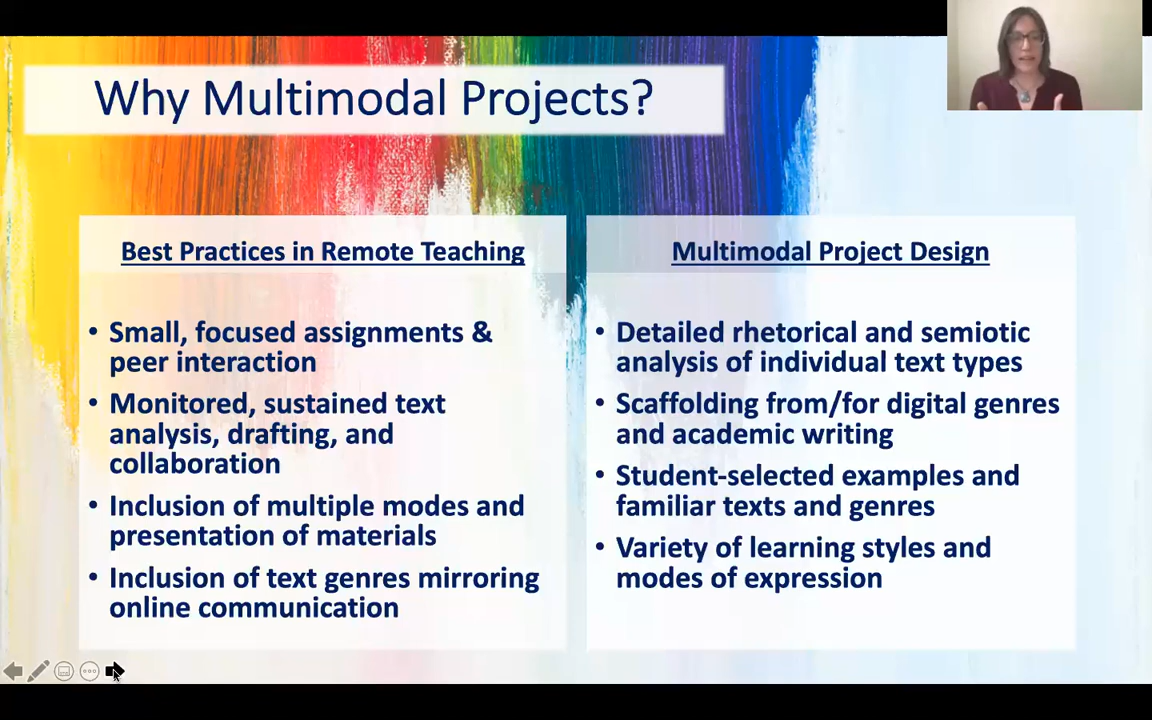 Why Multimodal Projects?
Best Practices in Remote Teaching
• Small, focused assignments &
peer interaction
• Monitored, sustained text
analysis, drafting, and
collaboration
• Inclusion of multiple modes and
presentation of materials
• Inclusion of text genres mirroring
online communication
Multimodal Project Design
• Detailed rhetorical and semiotic
analysis of individual text types
• Scaffolding from/for digital genres
and academic writing
• Student-selected examples and
familiar texts and genres
• Variety of learning styles and
modes of expression